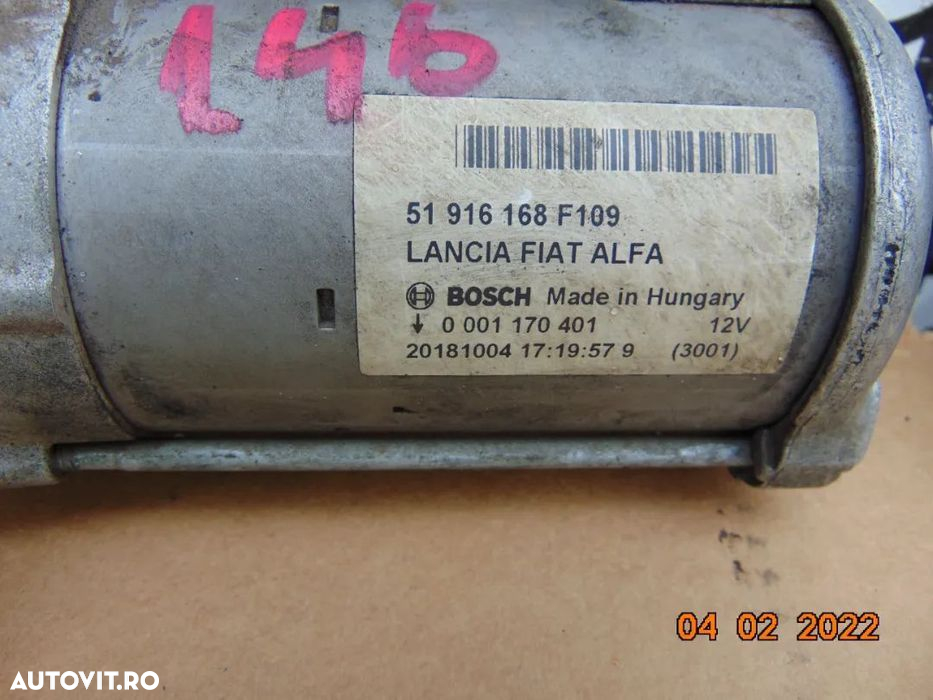 146
51 916 168 F109
LANCIA FIAT ALFA
BOSCH Made in Hungary
0 001 170 401 12V
20181004 17:19:57 9 (3001)
04 02 2022
AUTOVIT.RO